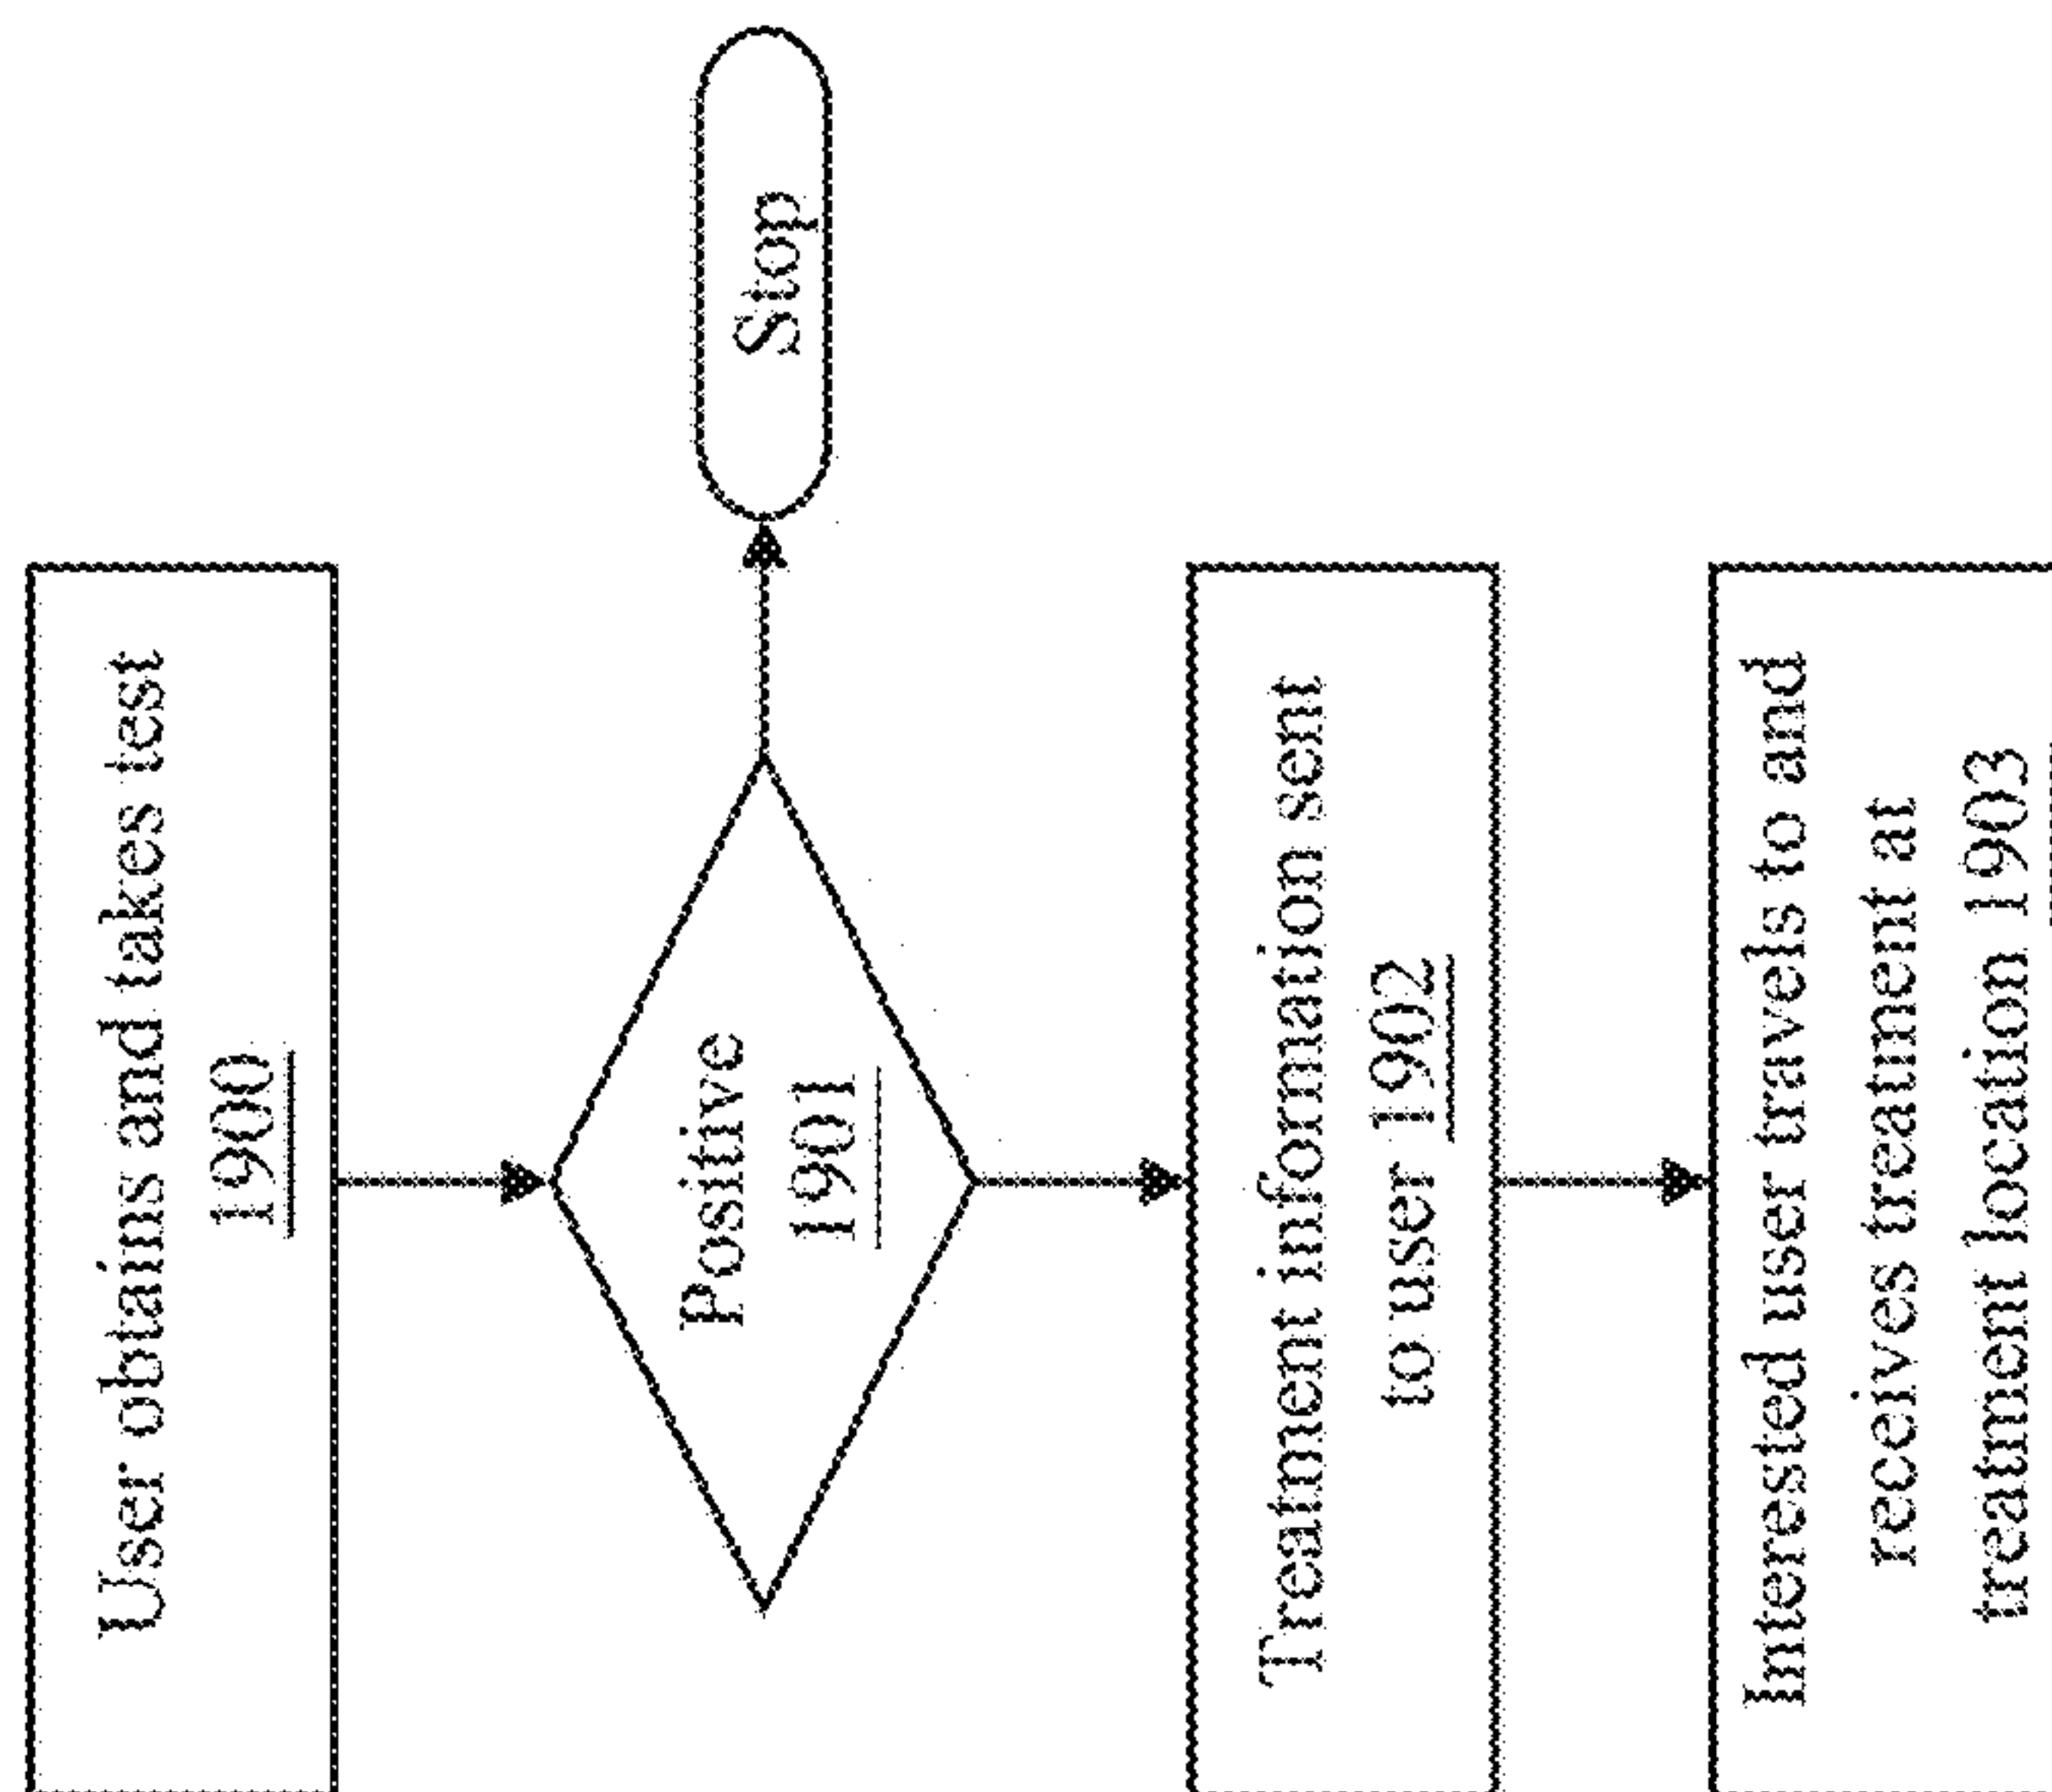 User obtains and takes test
1900
Positive
1901
Stop
Treatment information sent
to user 1902
Interested user travels to and
receives treatment at
treatment location 1903